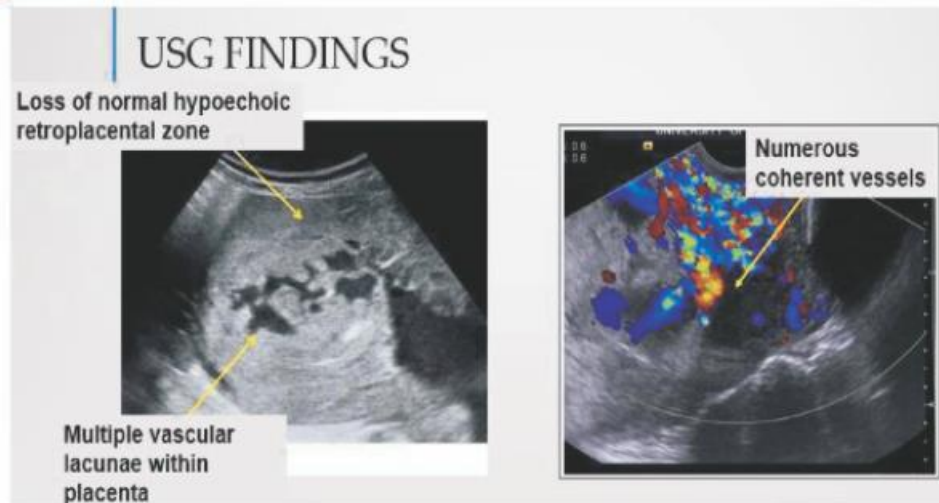 USG FINDINGS
Loss of normal hypoechoic
retroplacental zone
Numerous
coherent vessels
Multiple vascular
lacunae within
placenta